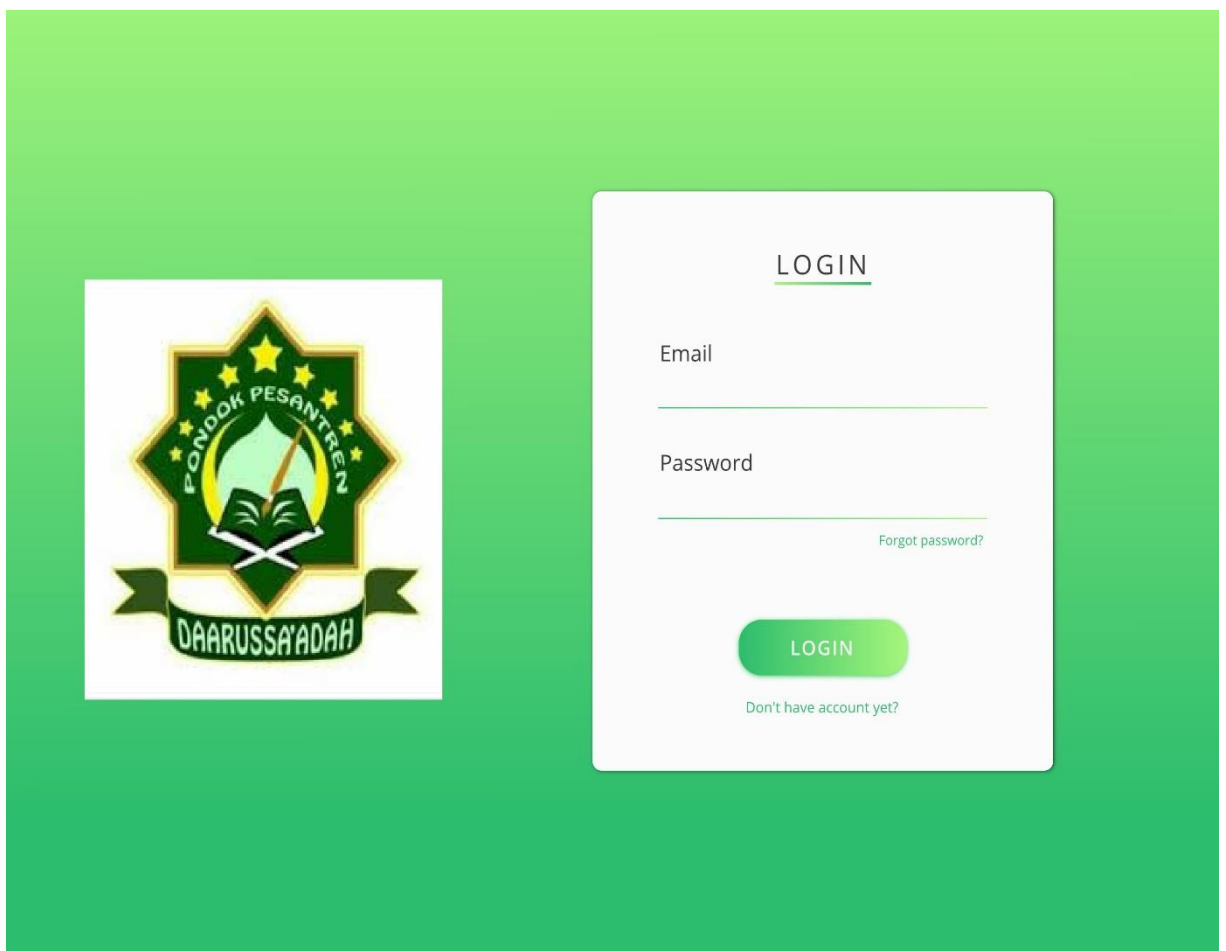 PONDOK PESANTREN
DAARUSSA'ADAH
LOGIN
Email
Password
Forgot password?
LOGIN
Don't have account yet?